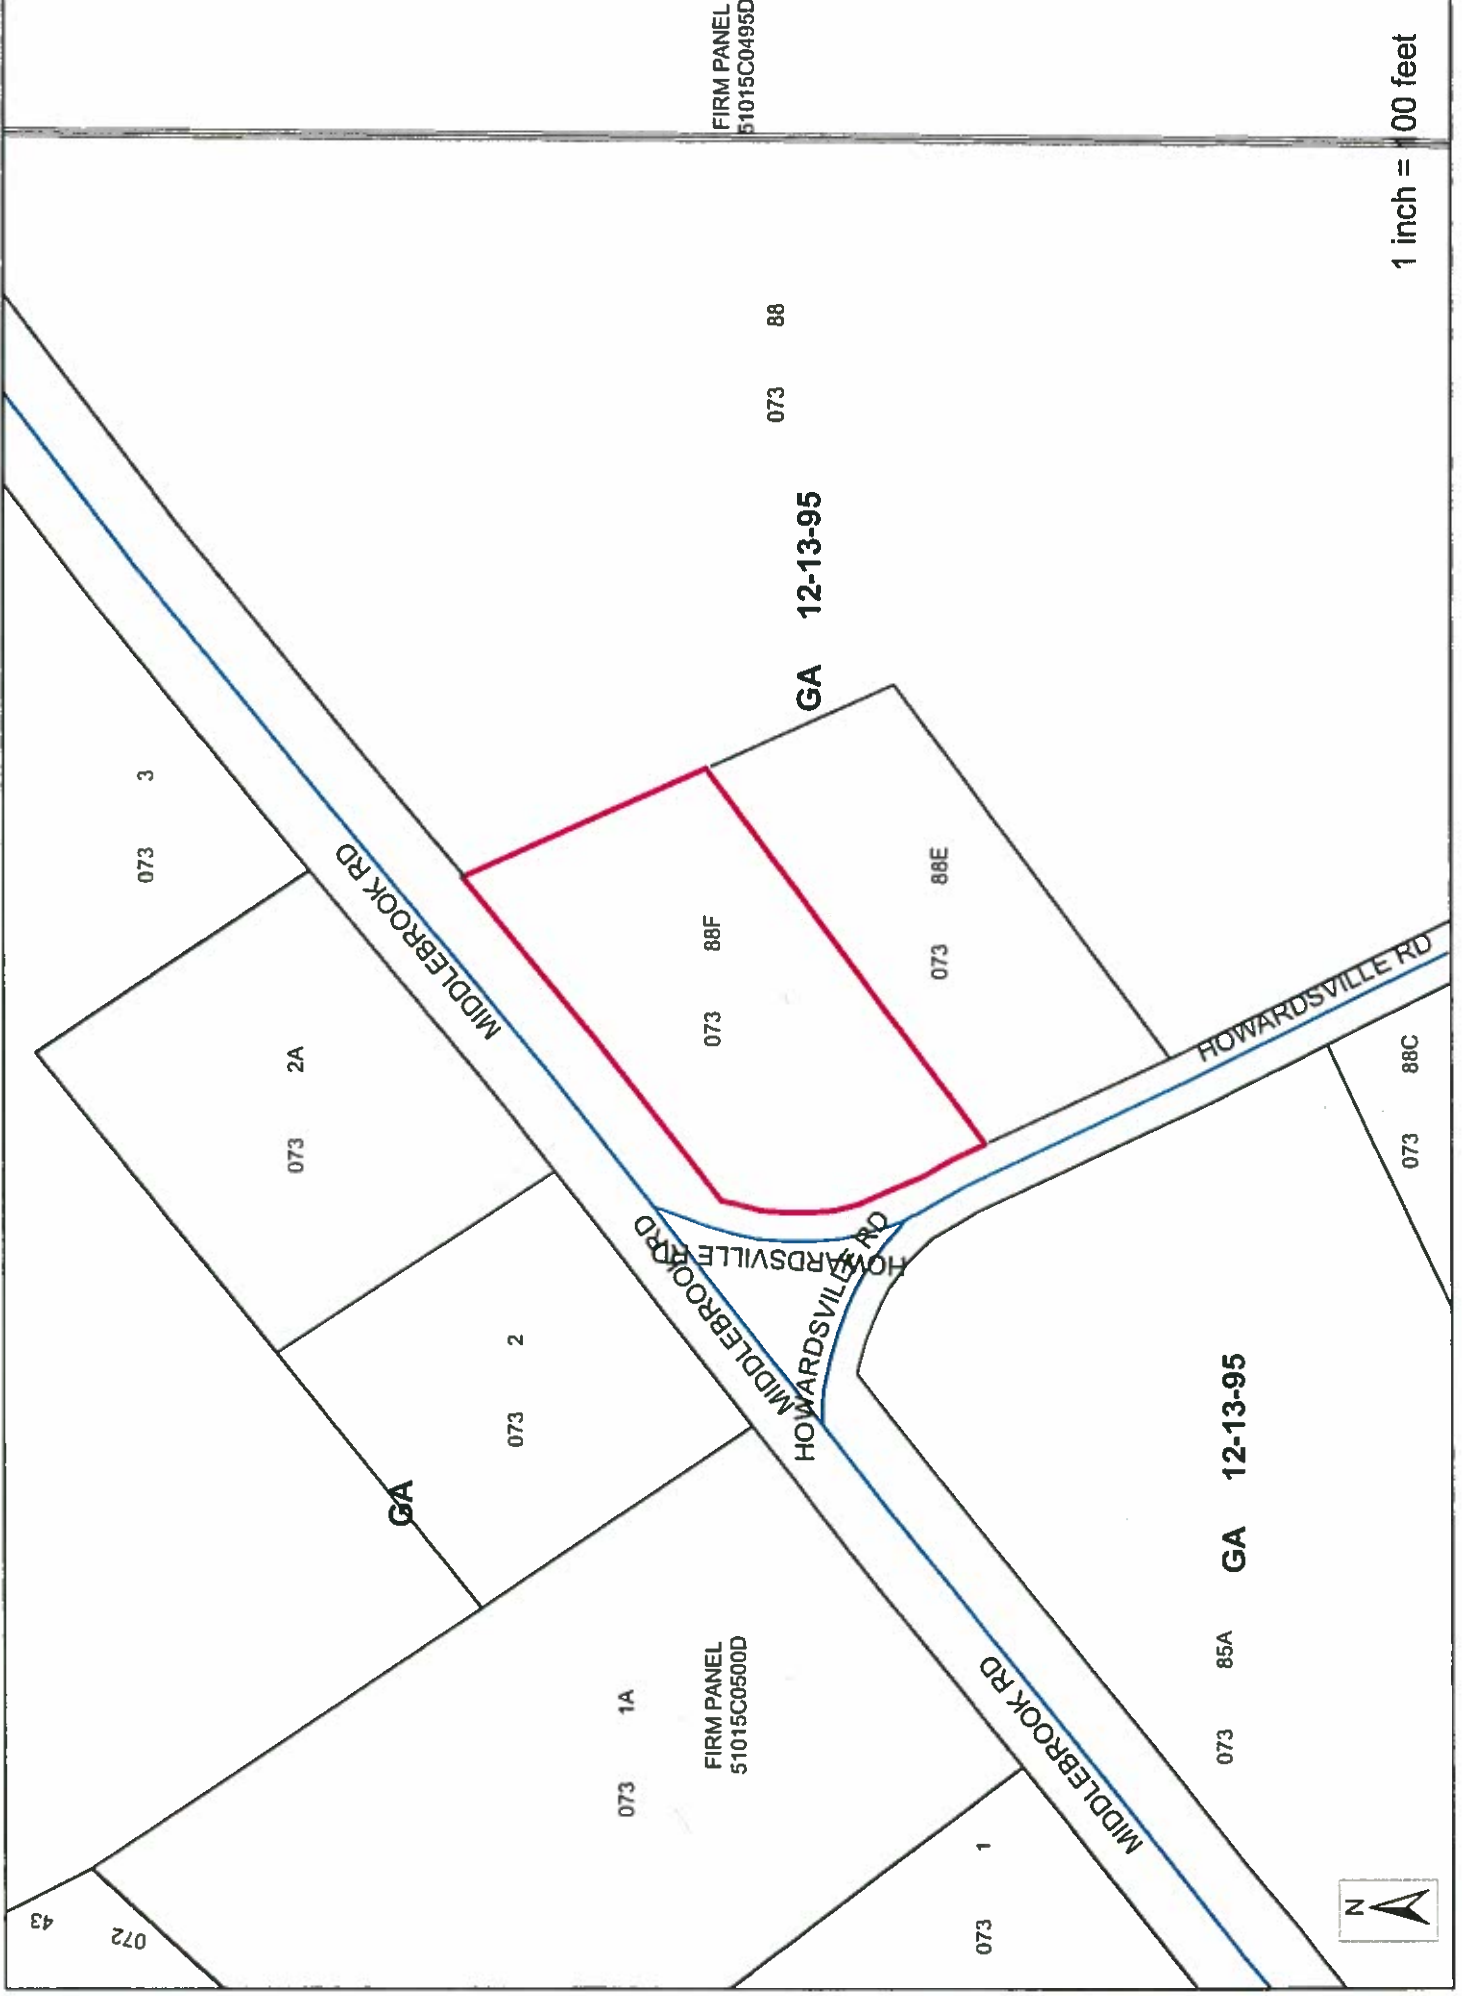 43
072
073 3
073 2A
GA
MIDDLEBROOK RD
073 2
073 1A
FIRM PANEL
51015C0500D
MIDDLEBROOK RD
HOWARDSVILLE RD
HOWARDSVILLE RD
073 88F
FIRM PANEL
51015C0495D
073 88
GA 12-13-95
073 88E
073 1
MIDDLEBROOK RD
073 85A
GA 12-13-95
HOWARDSVILLE RD
073 88C
N
1 inch = 100 feet